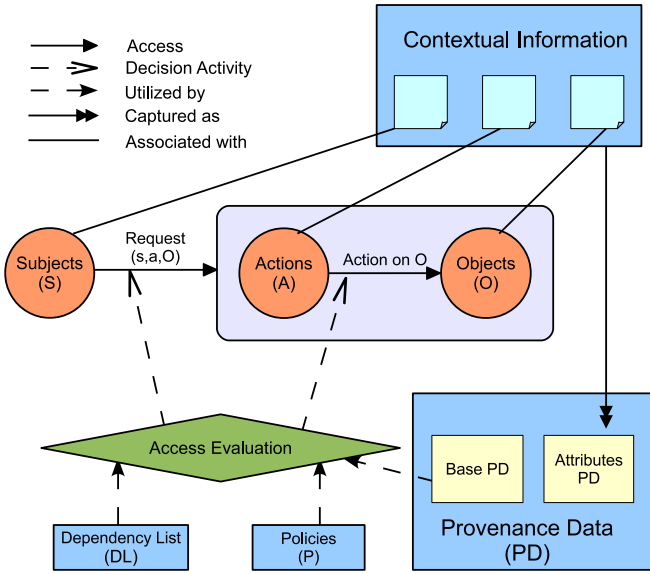 Access
Decision Activity
Utilized by
Captured as
Associated with
Contextual Information
Subjects
(S)
Request
(s,a,O)
Actions
(A)
Action on O
Objects
(O)
Access Evaluation
Base PD
Attributes
PD
Provenance Data
(PD)
Dependency List
(DL)
Policies
(P)